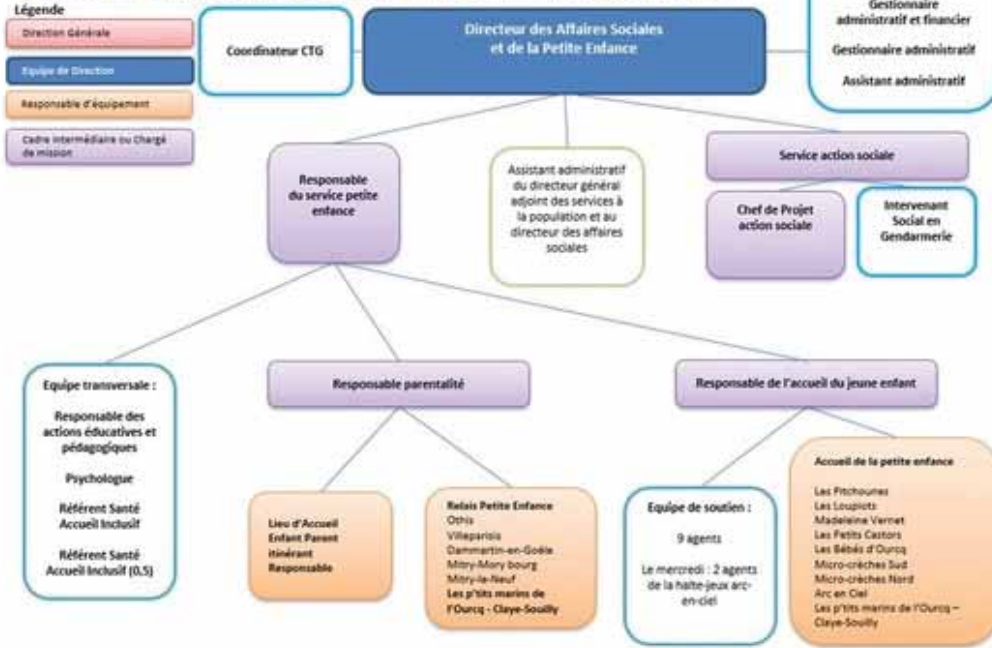 Légende
Direction Générale
Equipe de Direction
Responsable d'équipement
Cadre intermédiaire ou Chargé
de mission
Coordinateur CTG
Directeur des Affaires Sociales
et de la Petite Enfance
Gestionnaire
administratif et financier
Gestionnaire administratif
Assistant administratif
Responsable
du service petite
enfance
Assistant administratif
du directeur général
adjoint des services à
la population et au
directeur des affaires
sociales
Service action sociale
Chef de Projet
action sociale
Intervenant
Social en
Gendarmerie
Equipe transversale :
Responsable des
actions éducatives et
pédagogiques
Psychologue
Référent Santé
Accueil Inclusif
Référent Santé
Accueil Inclusif (0,5)
Responsable parentalité
Lieu d'Accueil
Enfant Parent
itinérant
Responsable
Relais Petite Enfance
Othis
Villeparisis
Dammartin-en-Goële
Mitry-Mory bourg
Mitry-le-Neuf
Les p'tits marins de
l'Ourcq - Claye-Souilly
Responsable de l'accueil du jeune enfant
Equipe de soutien :
9 agents
Le mercredi : 2 agents
de la halte-jeux arc-
en-ciel
Accueil de la petite enfance
Les Pitchounes
Les Loupiots
Madeleine Vernet
Les Petits Castors
Les Bébés d'Ourcq
Micro-crèches Sud
Micro-crèches Nord
Arc en Ciel
Les p'tits marins de l'Ourcq –
Claye-Souilly